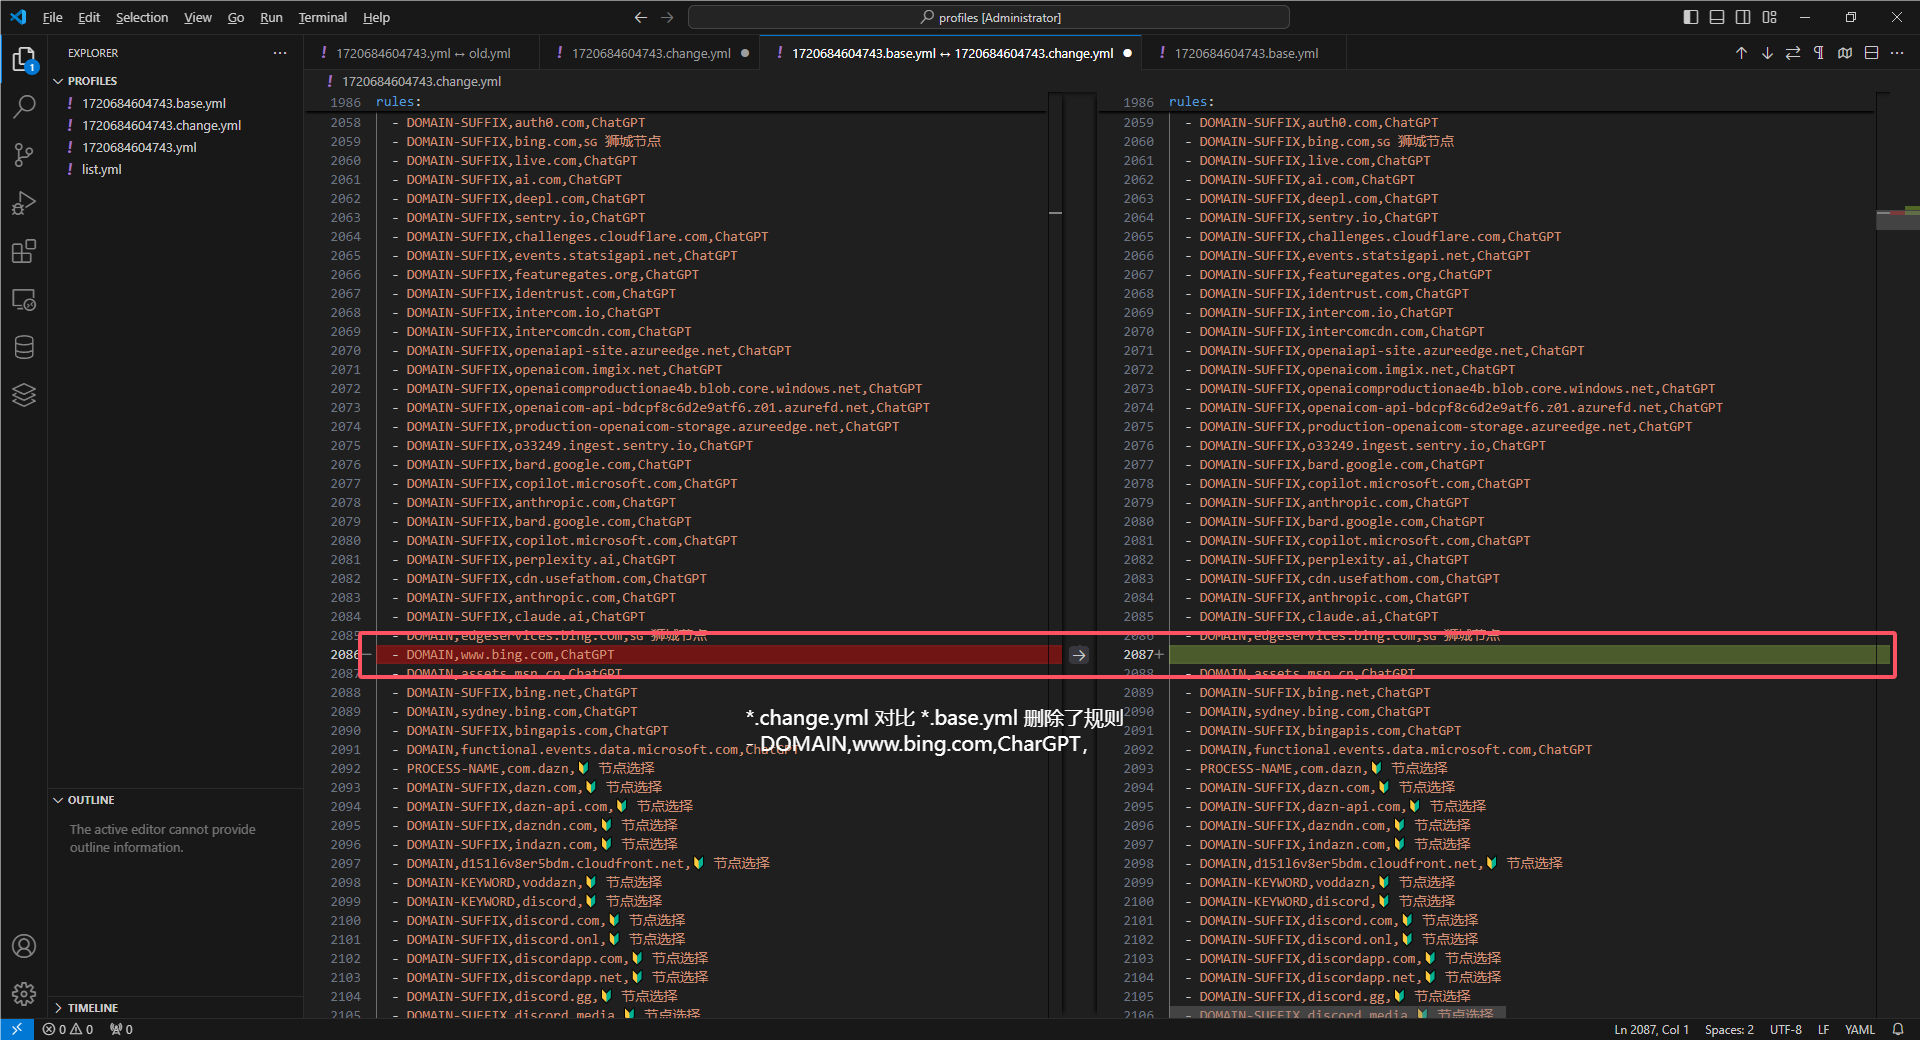 File Edit Selection View Go Run Terminal Help
profiles [Administrator]
EXPLORER
1
PROFILES
! 1720684604743.base.yml
! 1720684604743.change.yml
! 1720684604743.yml
! list.yml
OUTLINE
The active editor cannot provide
outline information.
TIMELINE
! 1720684604743.yml ↔ old.yml
! 1720684604743.change.yml ●
! 1720684604743.base.yml ↔ 1720684604743.change.yml ●
! 1720684604743.base.yml
! 1720684604743.change.yml
1986 rules:
2058 - DOMAIN-SUFFIX,auth0.com,ChatGPT
2059 - DOMAIN-SUFFIX,bing.com,sG 狮城节点
2060 - DOMAIN-SUFFIX,live.com,ChatGPT
2061 - DOMAIN-SUFFIX,ai.com,ChatGPT
2062 - DOMAIN-SUFFIX,deepl.com,ChatGPT
2063 - DOMAIN-SUFFIX,sentry.io,ChatGPT
2064 - DOMAIN-SUFFIX,challenges.cloudflare.com,ChatGPT
2065 - DOMAIN-SUFFIX,events.statsigapi.net,ChatGPT
2066 - DOMAIN-SUFFIX,featuregates.org,ChatGPT
2067 - DOMAIN-SUFFIX,identrust.com,ChatGPT
2068 - DOMAIN-SUFFIX,intercom.io,ChatGPT
2069 - DOMAIN-SUFFIX,intercomcdn.com,ChatGPT
2070 - DOMAIN-SUFFIX,openaiapi-site.azureedge.net,ChatGPT
2071 - DOMAIN-SUFFIX,openaicom.imgix.net,ChatGPT
2072 - DOMAIN-SUFFIX,openaicomproductionae4b.blob.core.windows.net,ChatGPT
2073 - DOMAIN-SUFFIX,openaicom-api-bdcpf8c6d2e9atf6.z01.azurefd.net,ChatGPT
2074 - DOMAIN-SUFFIX,production-openaicom-storage.azureedge.net,ChatGPT
2075 - DOMAIN-SUFFIX,o33249.ingest.sentry.io,ChatGPT
2076 - DOMAIN-SUFFIX,bard.google.com,ChatGPT
2077 - DOMAIN-SUFFIX,copilot.microsoft.com,ChatGPT
2078 - DOMAIN-SUFFIX,anthropic.com,ChatGPT
2079 - DOMAIN-SUFFIX,bard.google.com,ChatGPT
2080 - DOMAIN-SUFFIX,copilot.microsoft.com,ChatGPT
2081 - DOMAIN-SUFFIX,perplexity.ai,ChatGPT
2082 - DOMAIN-SUFFIX,cdn.usefathom.com,ChatGPT
2083 - DOMAIN-SUFFIX,anthropic.com,ChatGPT
2084 - DOMAIN-SUFFIX,claude.ai,ChatGPT
2085 - DOMAIN,edgeservices.bing.com,sG 狮城节点
2086− - DOMAIN,www.bing.com,ChatGPT
2087 - DOMAIN,assets.msn.cn,ChatGPT
2088 - DOMAIN-SUFFIX,bing.net,ChatGPT
2089 - DOMAIN,sydney.bing.com,ChatGPT
2090 - DOMAIN-SUFFIX,bingapis.com,ChatGPT
2091 - DOMAIN,functional.events.data.microsoft.com,ChatGPT
2092 - PROCESS-NAME,com.dazn,🔰 节点选择
2093 - DOMAIN-SUFFIX,dazn.com,🔰 节点选择
2094 - DOMAIN-SUFFIX,dazn-api.com,🔰 节点选择
2095 - DOMAIN-SUFFIX,dazndn.com,🔰 节点选择
2096 - DOMAIN-SUFFIX,indazn.com,🔰 节点选择
2097 - DOMAIN,d151l6v8er5bdm.cloudfront.net,🔰 节点选择
2098 - DOMAIN-KEYWORD,voddazn,🔰 节点选择
2099 - DOMAIN-KEYWORD,discord,🔰 节点选择
2100 - DOMAIN-SUFFIX,discord.com,🔰 节点选择
2101 - DOMAIN-SUFFIX,discord.onl,🔰 节点选择
2102 - DOMAIN-SUFFIX,discordapp.com,🔰 节点选择
2103 - DOMAIN-SUFFIX,discordapp.net,🔰 节点选择
2104 - DOMAIN-SUFFIX,discord.gg,🔰 节点选择
2105 - DOMAIN-SUFFIX,discord.media,🔰 节点选择
*.change.yml 对比 *.base.yml 删除了规则
- DOMAIN,www.bing.com,CharGPT，
1986 rules:
2059 - DOMAIN-SUFFIX,auth0.com,ChatGPT
2060 - DOMAIN-SUFFIX,bing.com,sG 狮城节点
2061 - DOMAIN-SUFFIX,live.com,ChatGPT
2062 - DOMAIN-SUFFIX,ai.com,ChatGPT
2063 - DOMAIN-SUFFIX,deepl.com,ChatGPT
2064 - DOMAIN-SUFFIX,sentry.io,ChatGPT
2065 - DOMAIN-SUFFIX,challenges.cloudflare.com,ChatGPT
2066 - DOMAIN-SUFFIX,events.statsigapi.net,ChatGPT
2067 - DOMAIN-SUFFIX,featuregates.org,ChatGPT
2068 - DOMAIN-SUFFIX,identrust.com,ChatGPT
2069 - DOMAIN-SUFFIX,intercom.io,ChatGPT
2070 - DOMAIN-SUFFIX,intercomcdn.com,ChatGPT
2071 - DOMAIN-SUFFIX,openaiapi-site.azureedge.net,ChatGPT
2072 - DOMAIN-SUFFIX,openaicom.imgix.net,ChatGPT
2073 - DOMAIN-SUFFIX,openaicomproductionae4b.blob.core.windows.net,ChatGPT
2074 - DOMAIN-SUFFIX,openaicom-api-bdcpf8c6d2e9atf6.z01.azurefd.net,ChatGPT
2075 - DOMAIN-SUFFIX,production-openaicom-storage.azureedge.net,ChatGPT
2076 - DOMAIN-SUFFIX,o33249.ingest.sentry.io,ChatGPT
2077 - DOMAIN-SUFFIX,bard.google.com,ChatGPT
2078 - DOMAIN-SUFFIX,copilot.microsoft.com,ChatGPT
2079 - DOMAIN-SUFFIX,anthropic.com,ChatGPT
2080 - DOMAIN-SUFFIX,bard.google.com,ChatGPT
2081 - DOMAIN-SUFFIX,copilot.microsoft.com,ChatGPT
2082 - DOMAIN-SUFFIX,perplexity.ai,ChatGPT
2083 - DOMAIN-SUFFIX,cdn.usefathom.com,ChatGPT
2084 - DOMAIN-SUFFIX,anthropic.com,ChatGPT
2085 - DOMAIN-SUFFIX,claude.ai,ChatGPT
2086 - DOMAIN,edgeservices.bing.com,sG 狮城节点
2087+
2088 - DOMAIN,assets.msn.cn,ChatGPT
2089 - DOMAIN-SUFFIX,bing.net,ChatGPT
2090 - DOMAIN,sydney.bing.com,ChatGPT
2091 - DOMAIN-SUFFIX,bingapis.com,ChatGPT
2092 - DOMAIN,functional.events.data.microsoft.com,ChatGPT
2093 - PROCESS-NAME,com.dazn,🔰 节点选择
2094 - DOMAIN-SUFFIX,dazn.com,🔰 节点选择
2095 - DOMAIN-SUFFIX,dazn-api.com,🔰 节点选择
2096 - DOMAIN-SUFFIX,dazndn.com,🔰 节点选择
2097 - DOMAIN-SUFFIX,indazn.com,🔰 节点选择
2098 - DOMAIN,d151l6v8er5bdm.cloudfront.net,🔰 节点选择
2099 - DOMAIN-KEYWORD,voddazn,🔰 节点选择
2100 - DOMAIN-KEYWORD,discord,🔰 节点选择
2101 - DOMAIN-SUFFIX,discord.com,🔰 节点选择
2102 - DOMAIN-SUFFIX,discord.onl,🔰 节点选择
2103 - DOMAIN-SUFFIX,discordapp.com,🔰 节点选择
2104 - DOMAIN-SUFFIX,discordapp.net,🔰 节点选择
2105 - DOMAIN-SUFFIX,discord.gg,🔰 节点选择
2106 - DOMAIN-SUFFIX,discord.media,🔰 节点选择
0 0 0
Ln 2087, Col 1 Spaces: 2 UTF-8 LF YAML